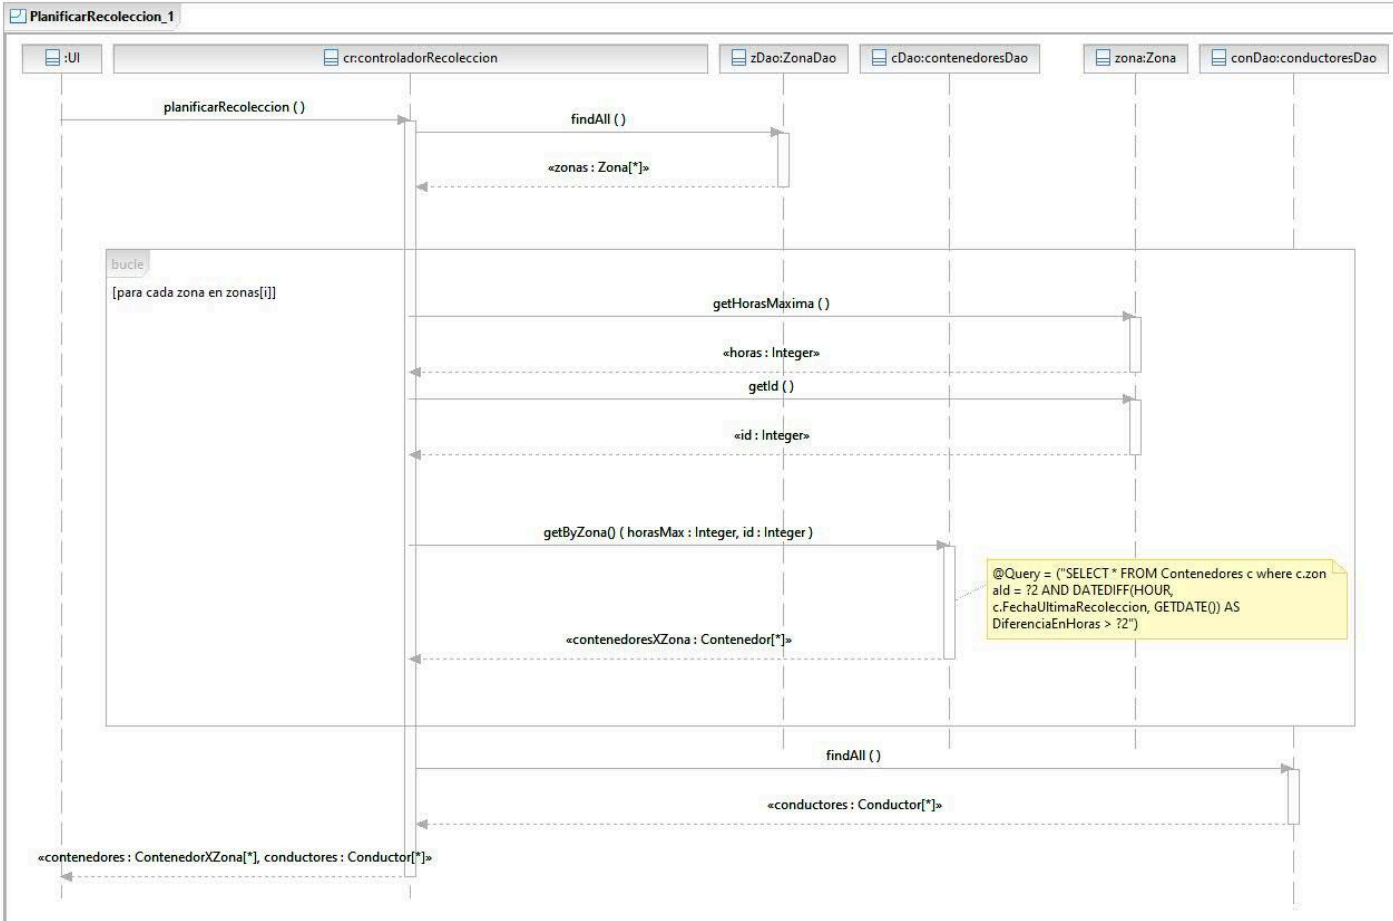 PlanificarRecoleccion_1
:UI
cr:controladorRecoleccion
zDao:ZonaDao
cDao:contenedoresDao
zona:Zona
conDao:conductoresDao
planificarRecoleccion ( )
findAll ( )
«zonas : Zona[*]»
bucle
[para cada zona en zonas[i]]
getHorasMaxima ( )
«horas : Integer»
getId ( )
«id : Integer»
getByZona() ( horasMax : Integer, id : Integer )
@Query = ("SELECT * FROM Contenedores c where c.zon
aId = ?2 AND DATEDIFF(HOUR,
c.FechaUltimaRecoleccion, GETDATE()) AS
DiferenciaEnHoras > ?2")
«contenedoresXZona : Contenedor[*]»
findAll ( )
«conductores : Conductor[*]»
«contenedores : ContenedorXZona[*], conductores : Conductor[*]»